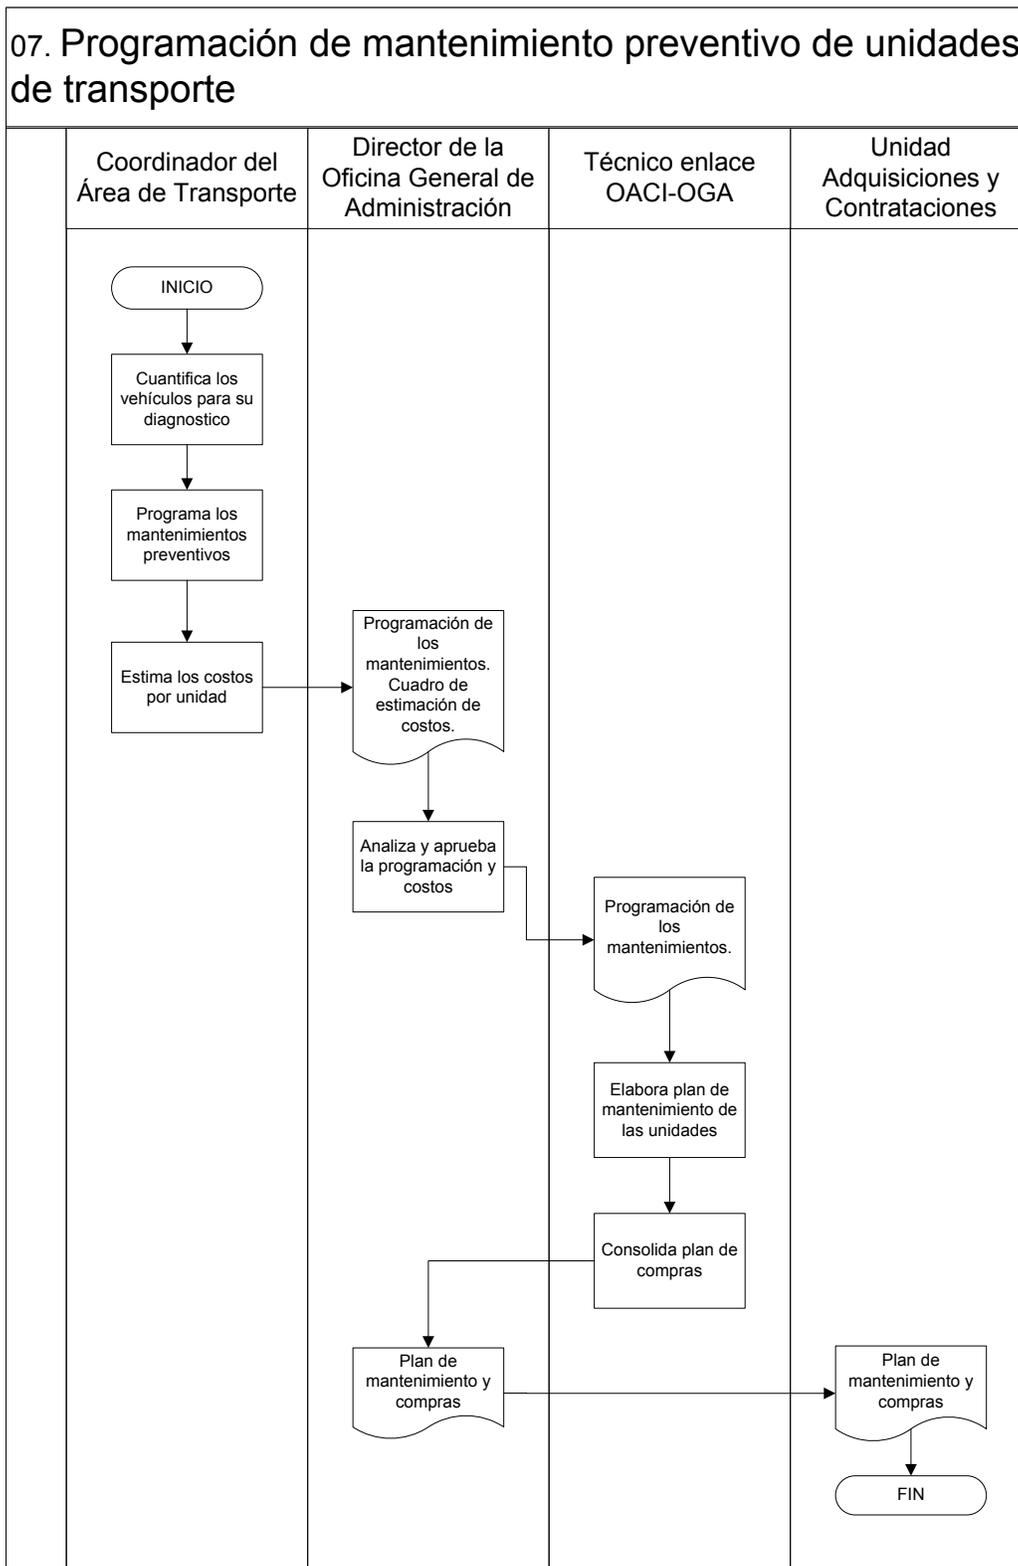 07. Programación de mantenimiento preventivo de unidades
de transporte
Coordinador del
Área de Transporte
Director de la
Oficina General de
Administración
Técnico enlace
OACI-OGA
Unidad
Adquisiciones y
Contrataciones
INICIO
Cuantifica los
vehículos para su
diagnostico
Programa los
mantenimientos
preventivos
Estima los costos
por unidad
Programación de
los
mantenimientos.
Cuadro de
estimación de
costos.
Analiza y aprueba
la programación y
costos
Programación de
los
mantenimientos.
Elabora plan de
mantenimiento de
las unidades
Consolida plan de
compras
Plan de
mantenimiento y
compras
Plan de
mantenimiento y
compras
FIN